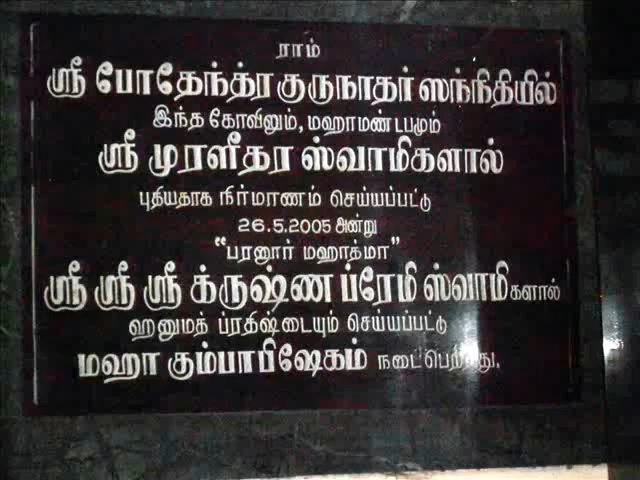 ராம்
ஸ்ரீ போதேந்த்ர குருநாதர் ஸந்நிதியில்
இந்த கோவிலும், மஹாமண்டபமும்
ஸ்ரீ முரளீதர ஸ்வாமிகளால்
புதியதாக நிர்மாணம் செய்யப்பட்டு
26.5.2005 அன்று
"பரனூர் மஹாத்மா"
ஸ்ரீ ஸ்ரீ ஸ்ரீ க்ருஷ்ண ப்ரேமி ஸ்வாமிகளால்
ஹனுமத் ப்ரதிஷ்டையும் செய்யப்பட்டு
மஹா கும்பாபிஷேகம் நடைபெற்றது.